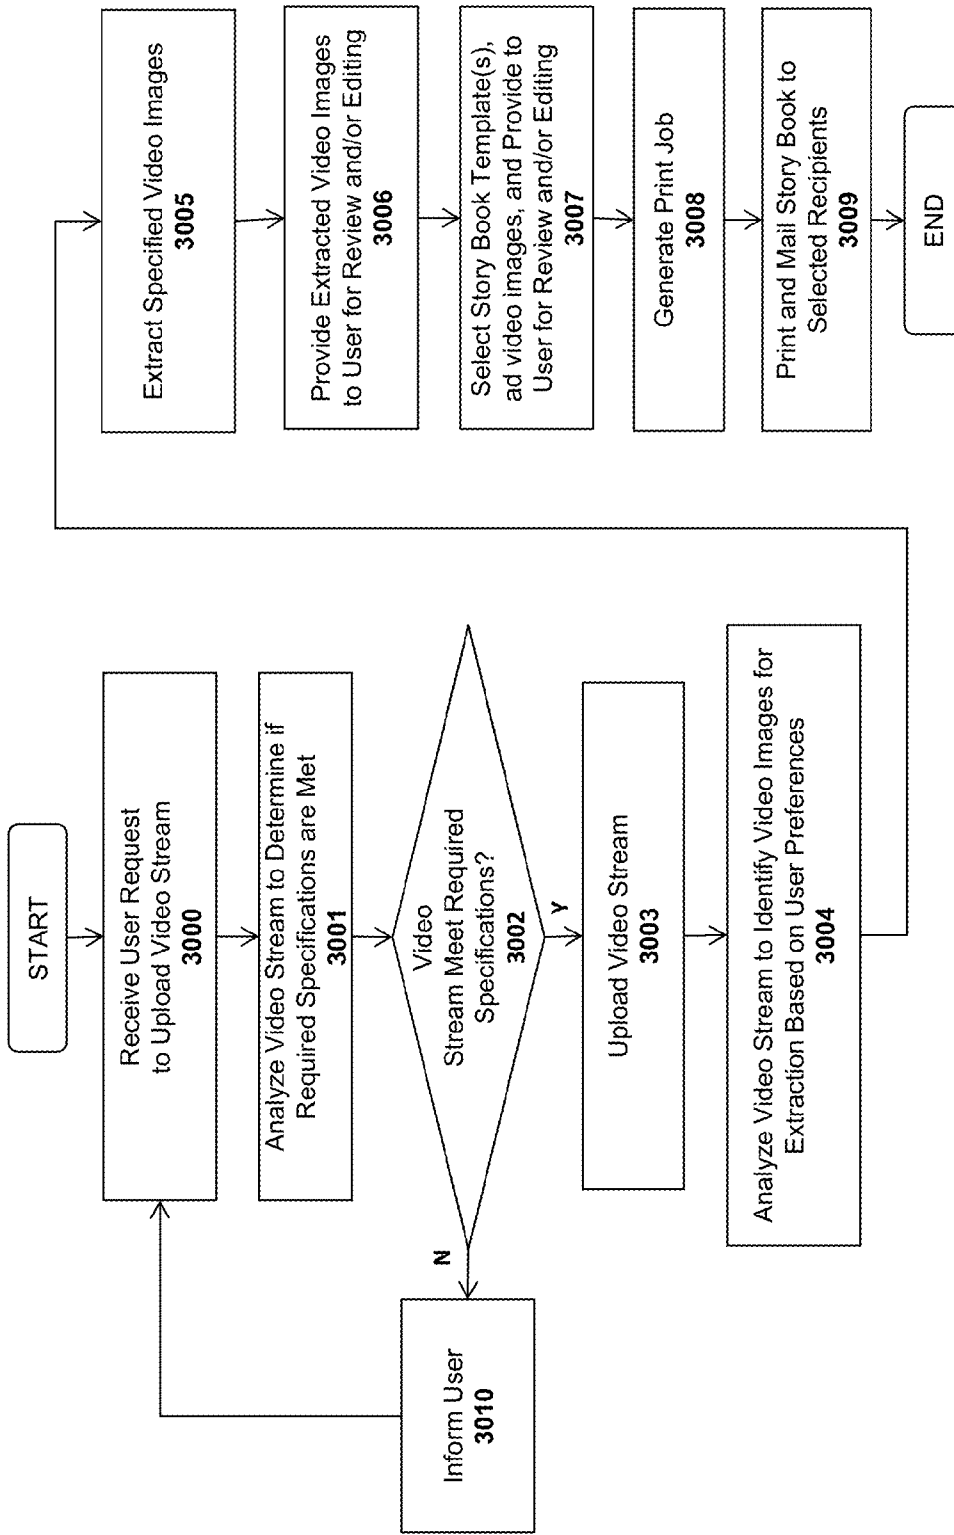 START
Receive User Request
to Upload Video Stream
3000
Analyze Video Stream to Determine if
Required Specifications are Met
3001
Video
Stream Meet Required
Specifications?
3002
N
Y
Inform User
3010
Upload Video Stream
3003
Analyze Video Stream to Identify Video Images for
Extraction Based on User Preferences
3004
Extract Specified Video Images
3005
Provide Extracted Video Images
to User for Review and/or Editing
3006
Select Story Book Template(s),
ad video images, and Provide to
User for Review and/or Editing
3007
Generate Print Job
3008
Print and Mail Story Book to
Selected Recipients
3009
END